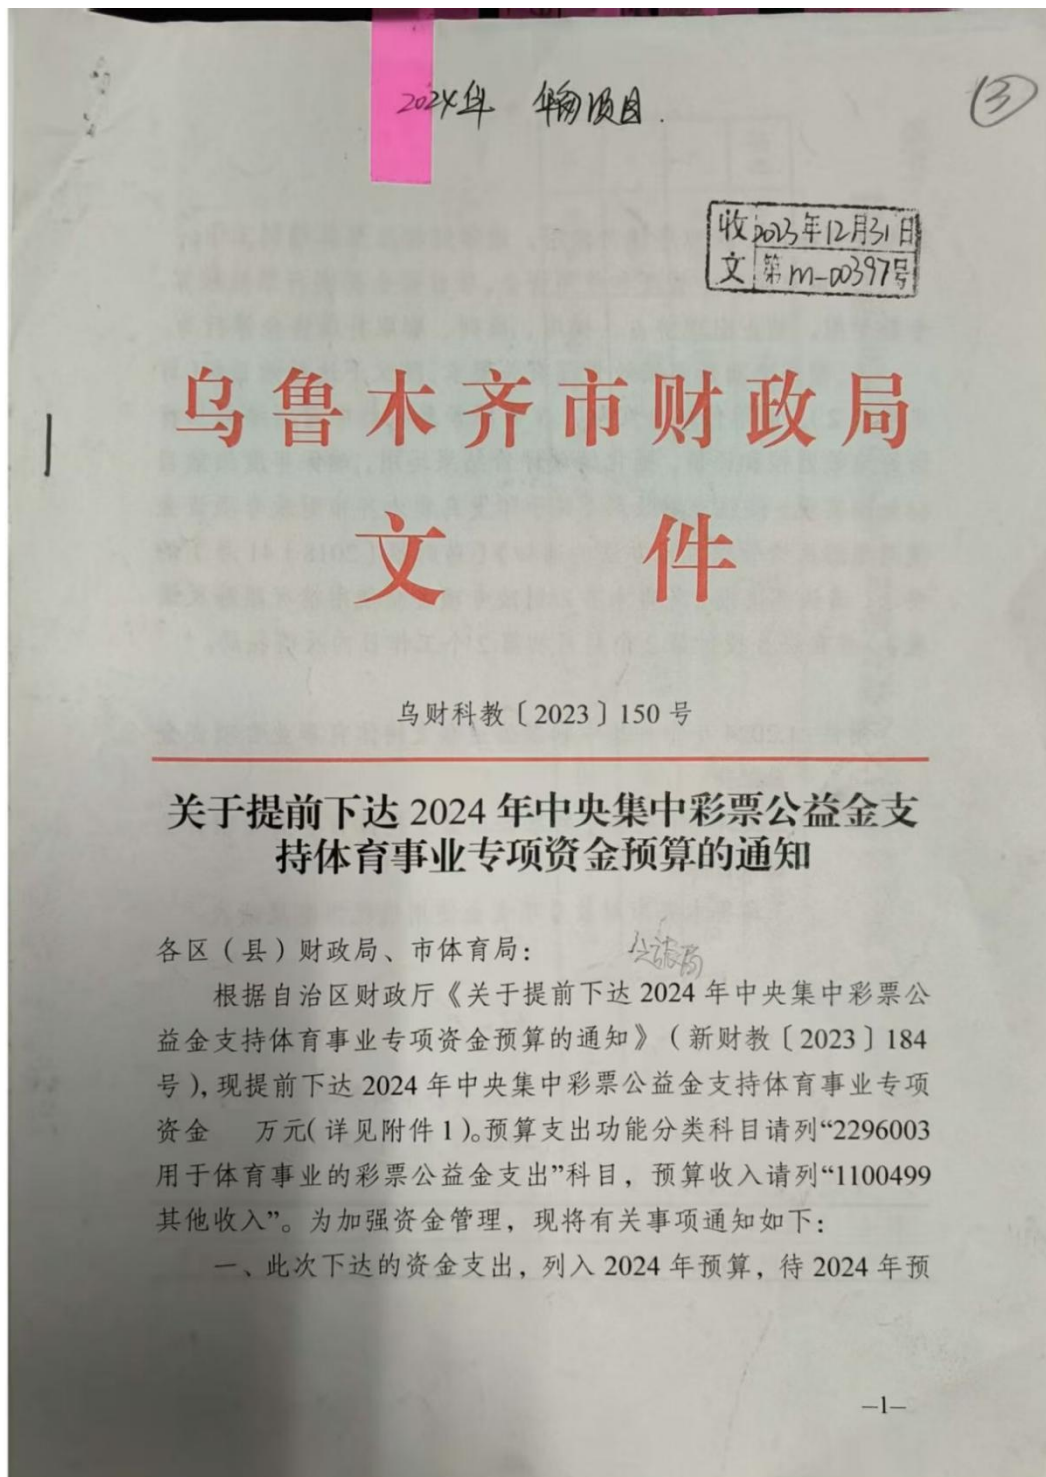 2024年 项目.
③
收文 2023年12月31日
第m-00397号
乌鲁木齐市财政局
文件
乌财科教〔2023〕150号
关于提前下达2024年中央集中彩票公益金支
持体育事业专项资金预算的通知
各区（县）财政局、市体育局：
根据自治区财政厅《关于提前下达2024年中央集中彩票公
益金支持体育事业专项资金预算的通知》（新财教〔2023〕184
号），现提前下达2024年中央集中彩票公益金支持体育事业专项
资金 万元（详见附件1）。预算支出功能分类科目请列“2296003
用于体育事业的彩票公益金支出”科目，预算收入请列“1100499
其他收入”。为加强资金管理，现将有关事项通知如下：
一、此次下达的资金支出，列入2024年预算，待2024年预
—1—